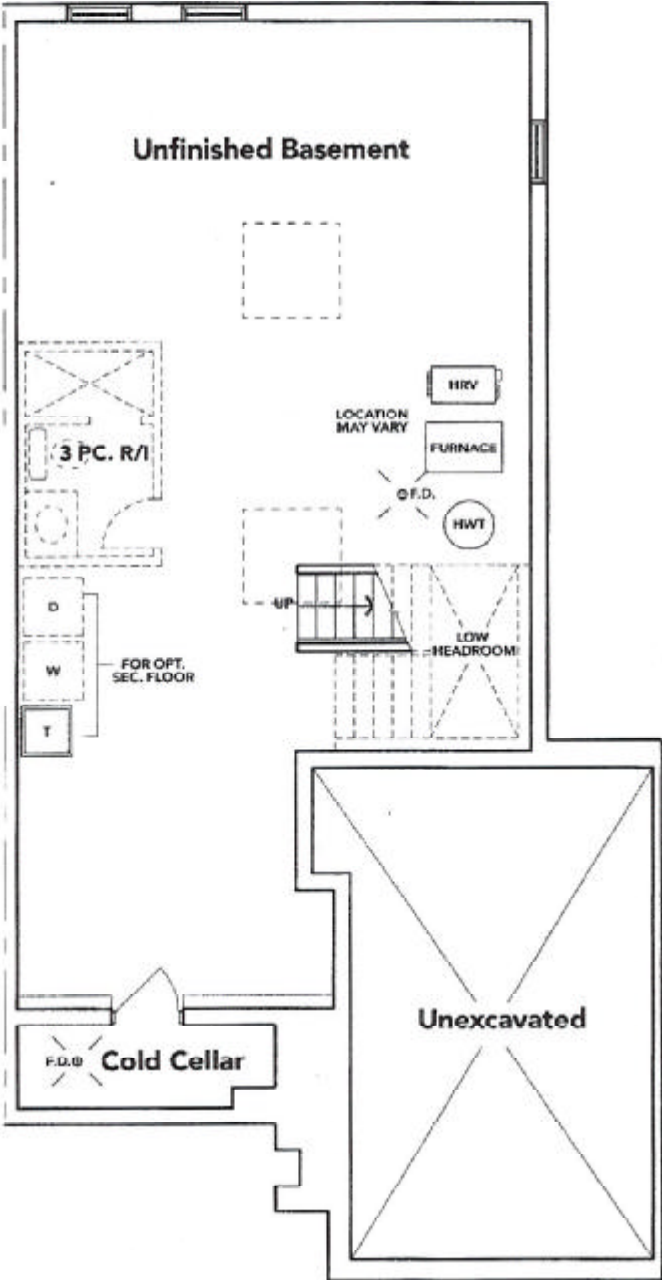 Unfinished Basement
HRV
LOCATION
MAY VARY
FURNACE
3 PC. R/I
F.D.
HWT
UP
D
LOW
HEADROOM
W
FOR OPT.
SEC. FLOOR
T
Unexcavated
F.D.
Cold Cellar